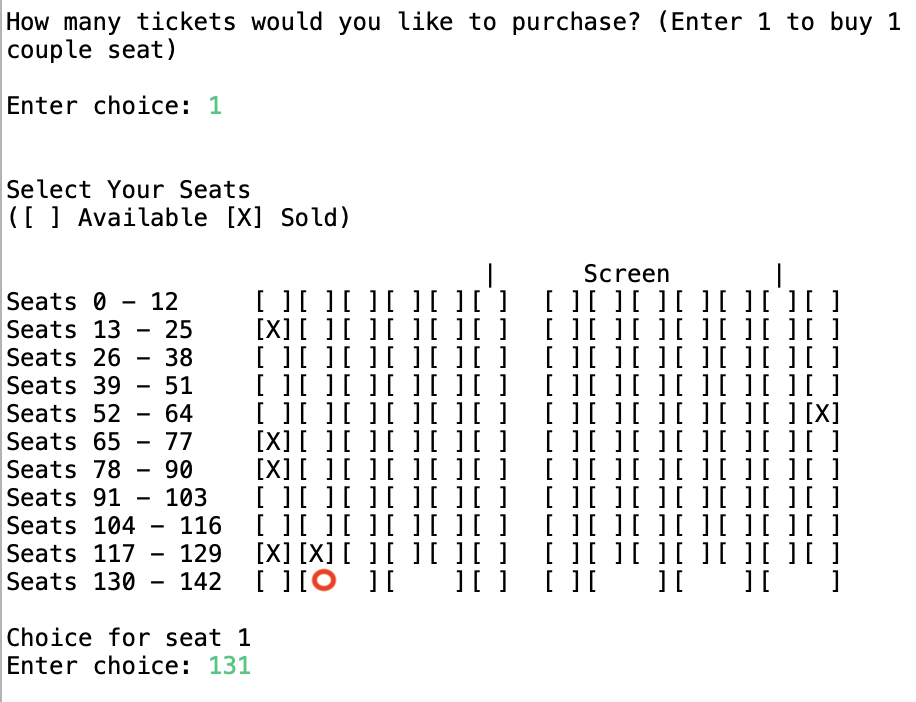 How many tickets would you like to purchase? (Enter 1 to buy 1
couple seat)
Enter choice: 1
Select Your Seats
([ ] Available [X] Sold)
|      Screen       |
Seats 0 – 12      [ ][ ][ ][ ][ ][ ]  [ ][ ][ ][ ][ ][ ][ ]
Seats 13 – 25     [X][ ][ ][ ][ ][ ]  [ ][ ][ ][ ][ ][ ][ ]
Seats 26 – 38     [ ][ ][ ][ ][ ][ ]  [ ][ ][ ][ ][ ][ ][ ]
Seats 39 – 51     [ ][ ][ ][ ][ ][ ]  [ ][ ][ ][ ][ ][ ][ ]
Seats 52 – 64     [ ][ ][ ][ ][ ][ ]  [ ][ ][ ][ ][ ][ ][X]
Seats 65 – 77     [X][ ][ ][ ][ ][ ]  [ ][ ][ ][ ][ ][ ][ ]
Seats 78 – 90     [X][ ][ ][ ][ ][ ]  [ ][ ][ ][ ][ ][ ][ ]
Seats 91 – 103    [ ][ ][ ][ ][ ][ ]  [ ][ ][ ][ ][ ][ ][ ]
Seats 104 – 116   [ ][ ][ ][ ][ ][ ]  [ ][ ][ ][ ][ ][ ][ ]
Seats 117 – 129   [X][X][ ][ ][ ][ ]  [ ][ ][ ][ ][ ][ ][ ]
Seats 130 – 142   [ ][    ][    ][ ]  [ ][    ][    ][    ]
Choice for seat 1
Enter choice: 131